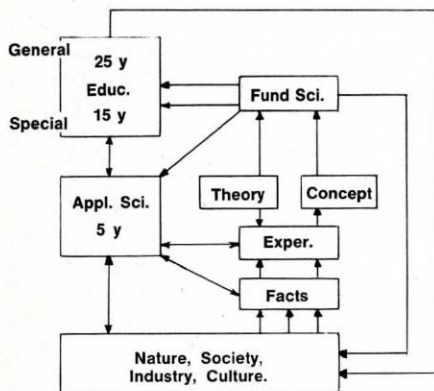 General
25 y
Educ.
Special
15 y
Fund Sci.
Theory
Concept
Appl. Sci.
5 y
Exper.
Facts
Nature, Society,
Industry, Culture.